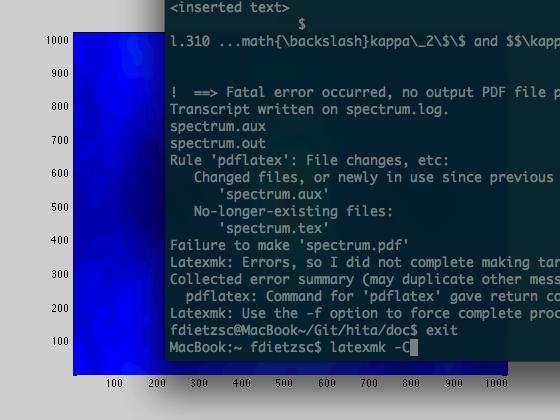 <inserted text>
$
l.310 ...math{\backslash}kappa\_2\$\$ and $$\kapp
! ==> Fatal error occurred, no output PDF file p
Transcript written on spectrum.log.
spectrum.aux
spectrum.out
Rule 'pdflatex': File changes, etc:
Changed files, or newly in use since previous
'spectrum.aux'
No-longer-existing files:
'spectrum.tex'
Failure to make 'spectrum.pdf'
Latexmk: Errors, so I did not complete making tar
Collected error summary (may duplicate other mess
pdflatex: Command for 'pdflatex' gave return co
Latexmk: Use the -f option to force complete proc
fdietzsc@MacBook~/Git/hita/doc$ exit
MacBook:~ fdietzsc$ latexmk -C
1000
900
800
700
600
500
400
300
200
100
100 200 300 400 500 600 700 800 900 1000